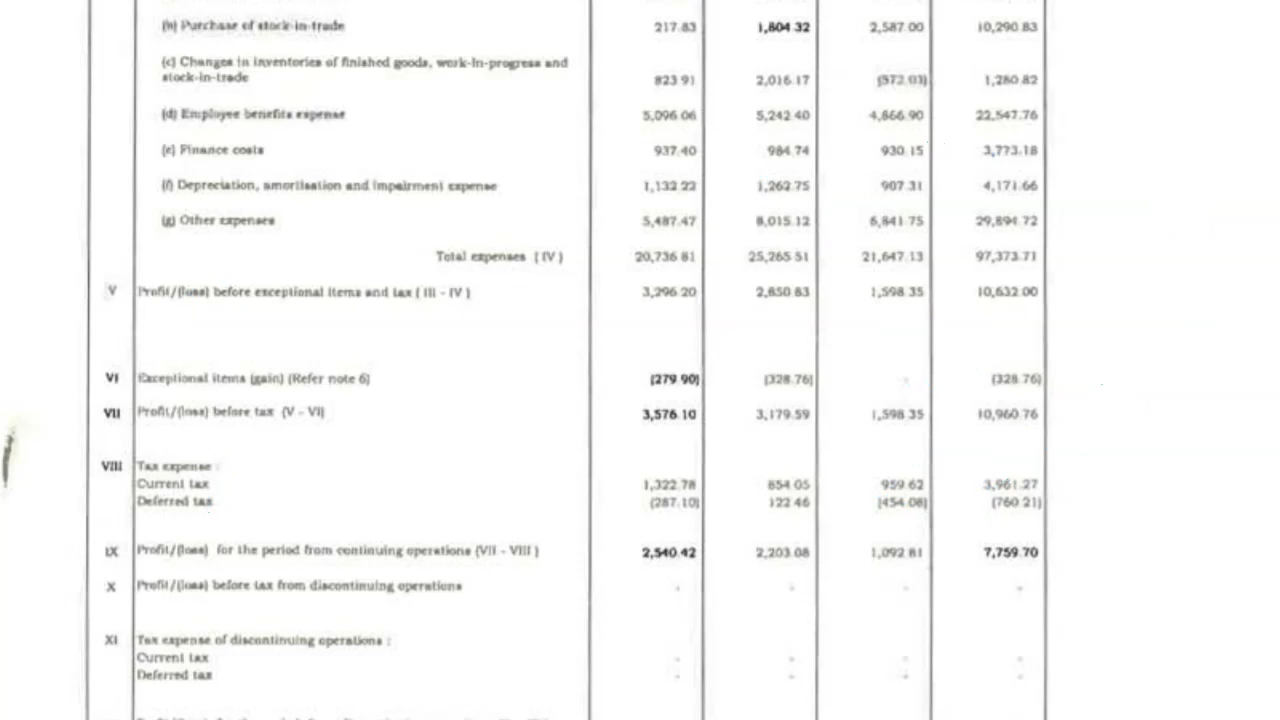 (b) Purchase of stock-in-trade 217.83 1,804.32 2,587.00 10,290.83
(c) Changes in inventories of finished goods, work-in-progress and
stock-in-trade 823.91 2,016.17 (572.03) 1,280.82
(d) Employee benefits expense 5,096.06 5,242.40 4,866.90 22,547.76
(e) Finance costs 937.40 984.74 930.15 3,773.18
(f) Depreciation, amortisation and impairment expense 1,132.22 1,262.75 907.31 4,171.66
(g) Other expenses 5,487.47 8,015.12 6,841.75 29,894.72
Total expenses ( IV ) 20,736.81 25,265.51 21,647.13 97,373.71
V Profit/(loss) before exceptional items and tax ( III - IV ) 3,296.20 2,850.83 1,598.35 10,632.00
VI Exceptional items (gain) (Refer note 6) (279.90) (328.76) - (328.76)
VII Profit/(loss) before tax (V - VI) 3,576.10 3,179.59 1,598.35 10,960.76
VIII Tax expense :
Current tax 1,322.78 854.05 959.62 3,961.27
Deferred tax (287.10) 122.46 (454.08) (760.21)
IX Profit/(loss) for the period from continuing operations (VII - VIII ) 2,540.42 2,203.08 1,092.81 7,759.70
X Profit/(loss) before tax from discontinuing operations - - - -
XI Tax expense of discontinuing operations :
Current tax - - - -
Deferred tax - - - -